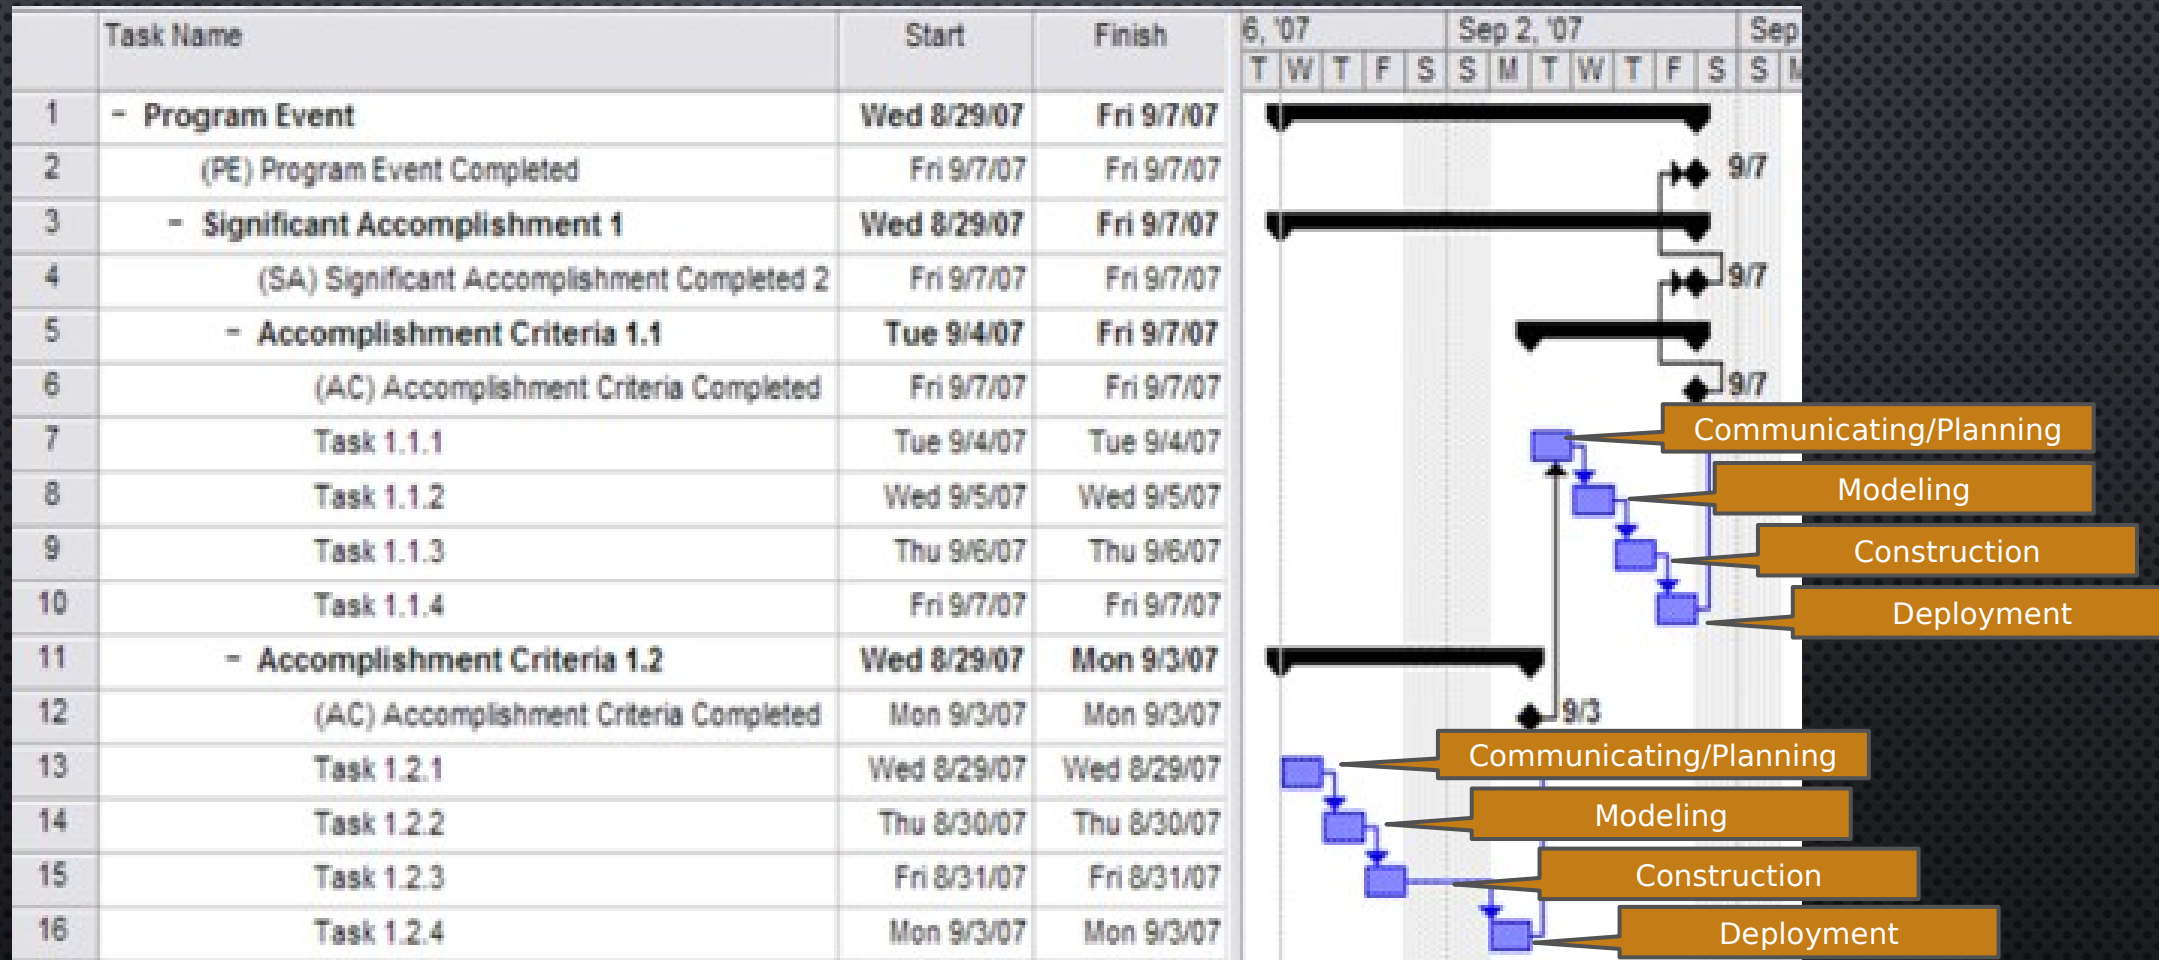 Task Name Start Finish 6, '07 Sep 2, '07 Sep
T W T F S S M T W T F S S M
1 − Program Event Wed 8/29/07 Fri 9/7/07
2 (PE) Program Event Completed Fri 9/7/07 Fri 9/7/07 9/7
3 − Significant Accomplishment 1 Wed 8/29/07 Fri 9/7/07
4 (SA) Significant Accomplishment Completed 2 Fri 9/7/07 Fri 9/7/07 9/7
5 − Accomplishment Criteria 1.1 Tue 9/4/07 Fri 9/7/07
6 (AC) Accomplishment Criteria Completed Fri 9/7/07 Fri 9/7/07 9/7
7 Task 1.1.1 Tue 9/4/07 Tue 9/4/07 Communicating/Planning
8 Task 1.1.2 Wed 9/5/07 Wed 9/5/07 Modeling
9 Task 1.1.3 Thu 9/6/07 Thu 9/6/07 Construction
10 Task 1.1.4 Fri 9/7/07 Fri 9/7/07 Deployment
11 − Accomplishment Criteria 1.2 Wed 8/29/07 Mon 9/3/07
12 (AC) Accomplishment Criteria Completed Mon 9/3/07 Mon 9/3/07 9/3
13 Task 1.2.1 Wed 8/29/07 Wed 8/29/07 Communicating/Planning
14 Task 1.2.2 Thu 8/30/07 Thu 8/30/07 Modeling
15 Task 1.2.3 Fri 8/31/07 Fri 8/31/07 Construction
16 Task 1.2.4 Mon 9/3/07 Mon 9/3/07 Deployment